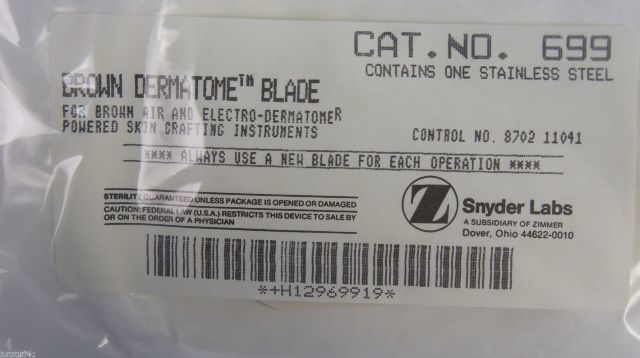 CAT.NO. 699
CONTAINS ONE STAINLESS STEEL
BROWN DERMATOME™ BLADE
FOR BROWN AIR AND ELECTRO-DERMATOMER
POWERED SKIN GRAFTING INSTRUMENTS
CONTROL NO. 8702 11041
**** ALWAYS USE A NEW BLADE FOR EACH OPERATION ****
STERILITY GUARANTEED UNLESS PACKAGE IS OPENED OR DAMAGED
CAUTION: FEDERAL LAW (U.S.A.) RESTRICTS THIS DEVICE TO SALE BY
OR ON THE ORDER OF A PHYSICIAN
Z
Snyder Labs
A SUBSIDIARY OF ZIMMER
Dover, Ohio 44622-0010
*+H12969919*